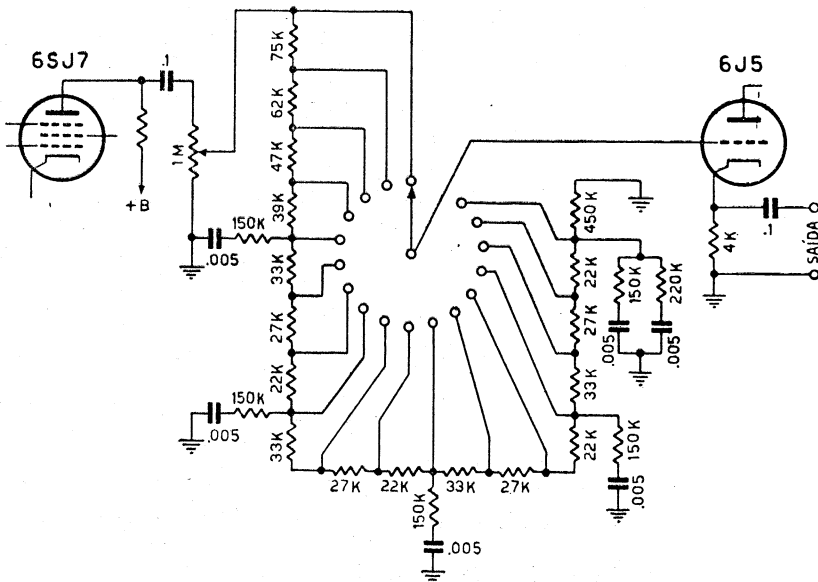 6SJ7
.1
1M
+B
75K
62K
47K
39K
150K
.005
33K
27K
22K
150K
.005
33K
27K
22K
33K
27K
150K
.005
6J5
.1
4K
SAÍDA
450K
22K
150K
220K
.005
.005
27K
33K
22K
150K
.005